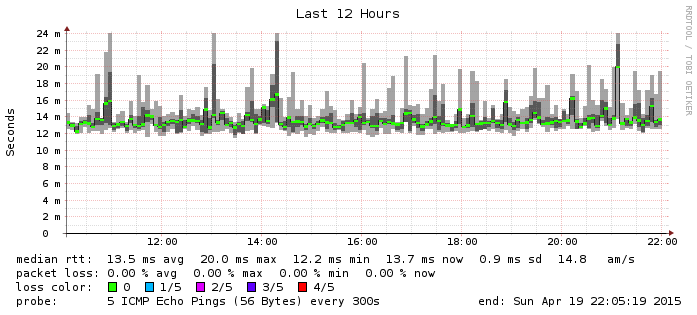 Last 12 Hours
RRDTOOL / TOBI OETIKER
Seconds
24 m
22 m
20 m
18 m
16 m
14 m
12 m
10 m
8 m
6 m
4 m
2 m
0
12:00 14:00 16:00 18:00 20:00 22:00
median rtt: 13.5 ms avg 20.0 ms max 12.2 ms min 13.7 ms now 0.9 ms sd 14.8 am/s
packet loss: 0.00 % avg 0.00 % max 0.00 % min 0.00 % now
loss color: 0 1/5 2/5 3/5 4/5
probe: 5 ICMP Echo Pings (56 Bytes) every 300s end: Sun Apr 19 22:05:19 2015